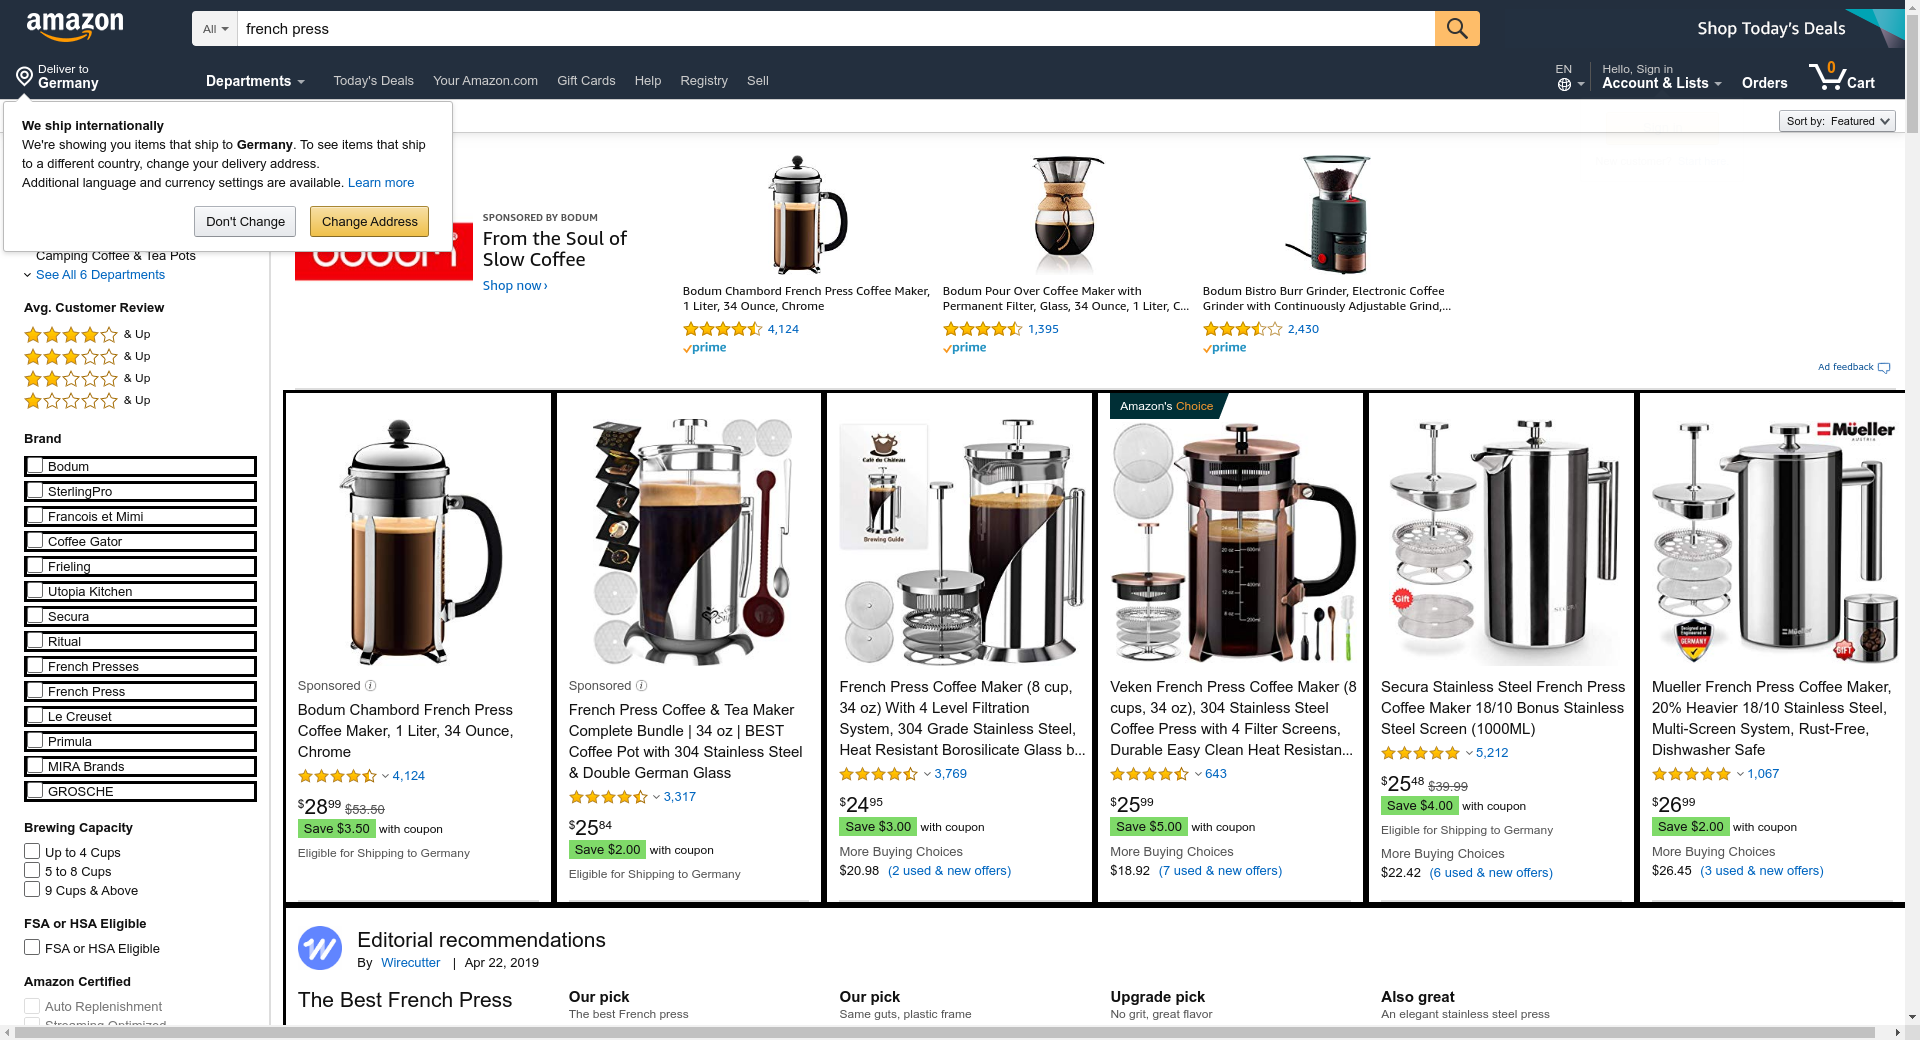 amazon
All
french press
Shop Today's Deals
Deliver to
Germany
Departments
Today's Deals
Your Amazon.com
Gift Cards
Help
Registry
Sell
EN
Hello, Sign in
Account & Lists
Orders
0
Cart
We ship internationally
We're showing you items that ship to Germany. To see items that ship
to a different country, change your delivery address.
Additional language and currency settings are available. Learn more
Don't Change
Change Address
Sort by: Featured
Camping Coffee & Tea Pots
See All 6 Departments
Avg. Customer Review
& Up
& Up
& Up
& Up
Brand
Bodum
SterlingPro
Francois et Mimi
Coffee Gator
Frieling
Utopia Kitchen
Secura
Ritual
French Presses
French Press
Le Creuset
Primula
MIRA Brands
GROSCHE
Brewing Capacity
Up to 4 Cups
5 to 8 Cups
9 Cups & Above
FSA or HSA Eligible
FSA or HSA Eligible
Amazon Certified
Auto Replenishment
Streaming Optimized
SPONSORED BY BODUM
From the Soul of
Slow Coffee
Shop now ›
Bodum Chambord French Press Coffee Maker,
1 Liter, 34 Ounce, Chrome
4,124
prime
Bodum Pour Over Coffee Maker with
Permanent Filter, Glass, 34 Ounce, 1 Liter, C...
1,395
prime
Bodum Bistro Burr Grinder, Electronic Coffee
Grinder with Continuously Adjustable Grind,...
2,430
prime
Ad feedback
Sponsored
Bodum Chambord French Press
Coffee Maker, 1 Liter, 34 Ounce,
Chrome
4,124
$28 99 $53.50
Save $3.50 with coupon
Eligible for Shipping to Germany
Sponsored
French Press Coffee & Tea Maker
Complete Bundle | 34 oz | BEST
Coffee Pot with 304 Stainless Steel
& Double German Glass
3,317
$25 84
Save $2.00 with coupon
Eligible for Shipping to Germany
Café du Château
Brewing Guide
French Press Coffee Maker (8 cup,
34 oz) With 4 Level Filtration
System, 304 Grade Stainless Steel,
Heat Resistant Borosilicate Glass b...
3,769
$24 95
Save $3.00 with coupon
More Buying Choices
$20.98 (2 used & new offers)
Amazon's Choice
Veken French Press Coffee Maker (8
cups, 34 oz), 304 Stainless Steel
Coffee Press with 4 Filter Screens,
Durable Easy Clean Heat Resistan...
643
$25 99
Save $5.00 with coupon
More Buying Choices
$18.92 (7 used & new offers)
Gift
Secura Stainless Steel French Press
Coffee Maker 18/10 Bonus Stainless
Steel Screen (1000ML)
5,212
$25 48 $39.99
Save $4.00 with coupon
Eligible for Shipping to Germany
More Buying Choices
$22.42 (6 used & new offers)
Mueller
AUSTRIA
Mueller
Designed and
Engineered in
GERMANY
GIFT
Mueller French Press Coffee Maker,
20% Heavier 18/10 Stainless Steel,
Multi-Screen System, Rust-Free,
Dishwasher Safe
1,067
$26 99
Save $2.00 with coupon
More Buying Choices
$26.45 (3 used & new offers)
Editorial recommendations
By Wirecutter | Apr 22, 2019
The Best French Press
Our pick
The best French press
Our pick
Same guts, plastic frame
Upgrade pick
No grit, great flavor
Also great
An elegant stainless steel press